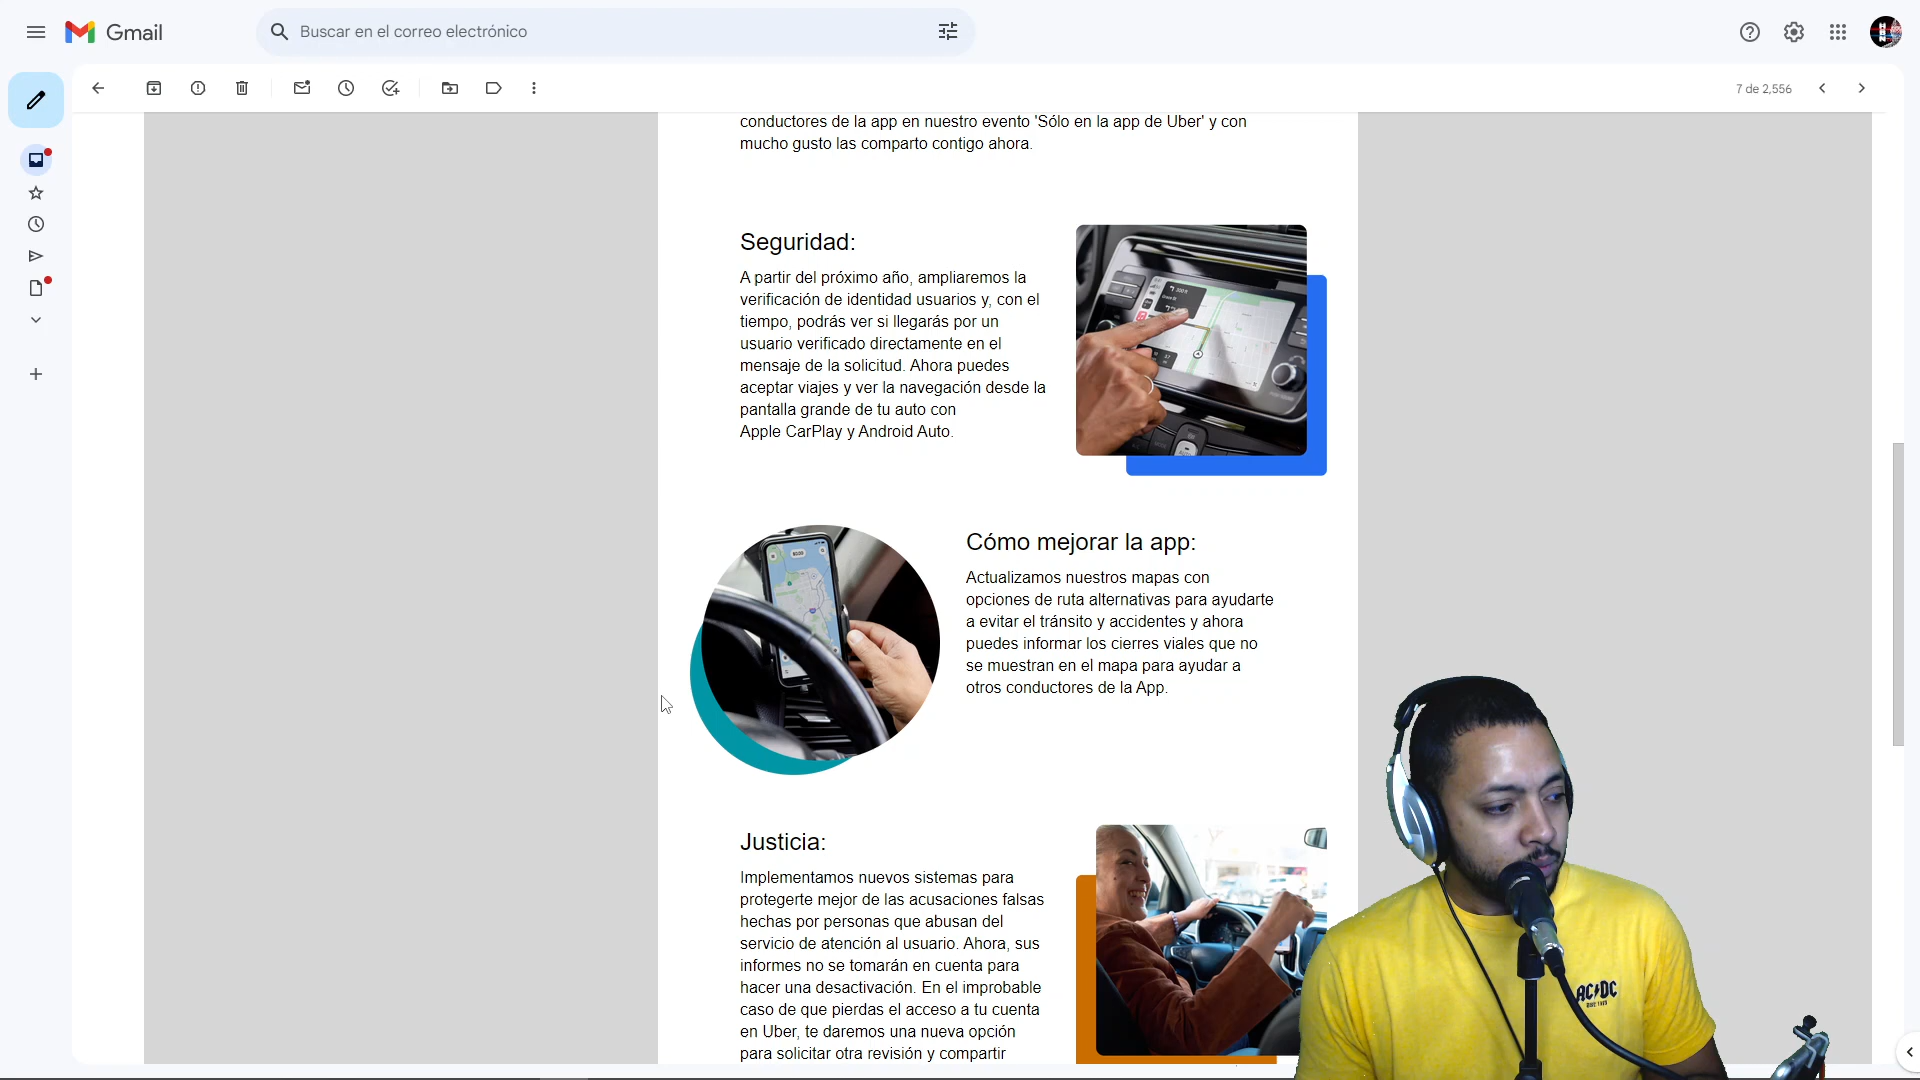 Gmail
Buscar en el correo electrónico
7 de 2,556
conductores de la app en nuestro evento 'Sólo en la app de Uber' y con
mucho gusto las comparto contigo ahora.
Seguridad:
A partir del próximo año, ampliaremos la
verificación de identidad usuarios y, con el
tiempo, podrás ver si llegarás por un
usuario verificado directamente en el
mensaje de la solicitud. Ahora puedes
aceptar viajes y ver la navegación desde la
pantalla grande de tu auto con
Apple CarPlay y Android Auto.
Cómo mejorar la app:
Actualizamos nuestros mapas con
opciones de ruta alternativas para ayudarte
a evitar el tránsito y accidentes y ahora
puedes informar los cierres viales que no
se muestran en el mapa para ayudar a
otros conductores de la App.
Justicia:
Implementamos nuevos sistemas para
protegerte mejor de las acusaciones falsas
hechas por personas que abusan del
servicio de atención al usuario. Ahora, sus
informes no se tomarán en cuenta para
hacer una desactivación. En el improbable
caso de que pierdas el acceso a tu cuenta
en Uber, te daremos una nueva opción
para solicitar otra revisión y compartir
AC⚡DC